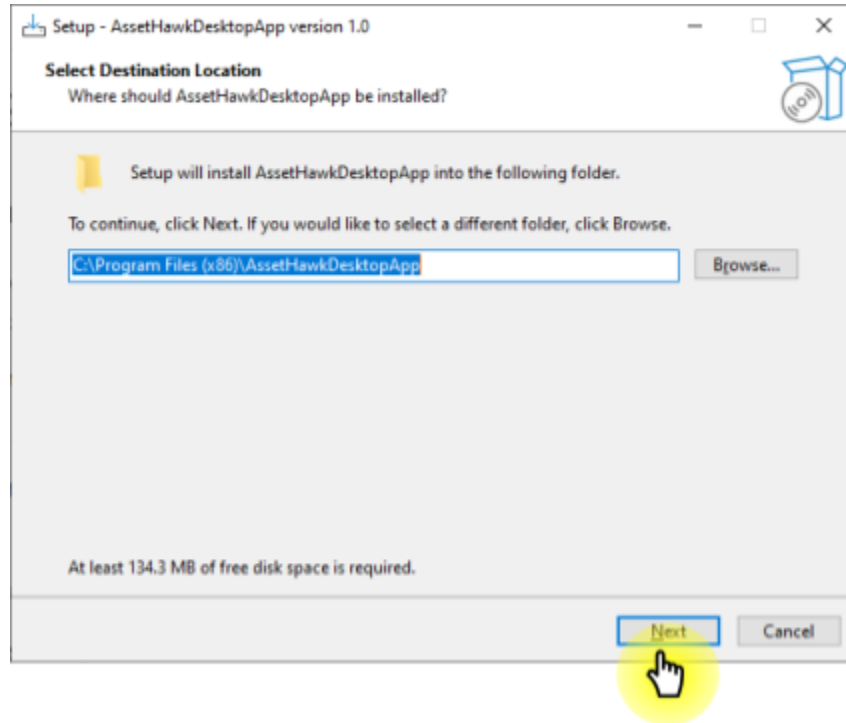 Setup - AssetHawkDesktopApp version 1.0
Select Destination Location
Where should AssetHawkDesktopApp be installed?
Setup will install AssetHawkDesktopApp into the following folder.
To continue, click Next. If you would like to select a different folder, click Browse.
C:\Program Files (x86)\AssetHawkDesktopApp
Browse...
At least 134.3 MB of free disk space is required.
Next
Cancel